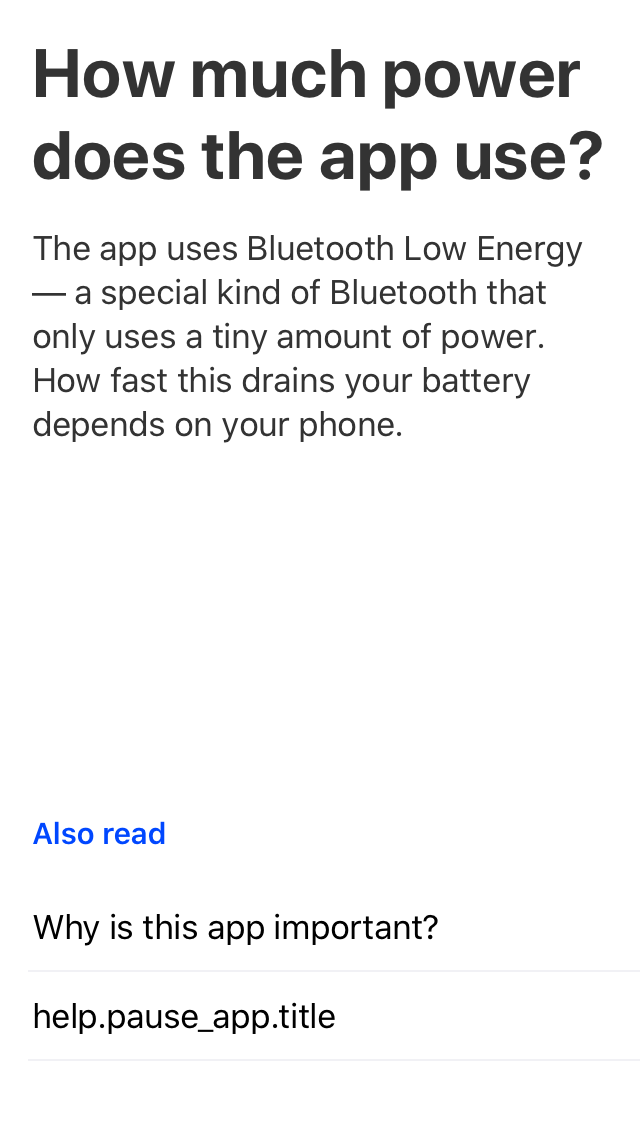 How much power
does the app use?
The app uses Bluetooth Low Energy
— a special kind of Bluetooth that
only uses a tiny amount of power.
How fast this drains your battery
depends on your phone.
Also read
Why is this app important?
help.pause_app.title